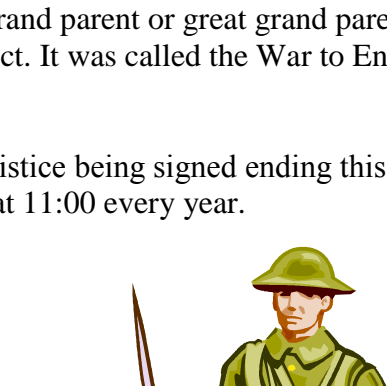 grand parent or great grand pare
ct. It was called the War to En
istice being signed ending this
at 11:00 every year.